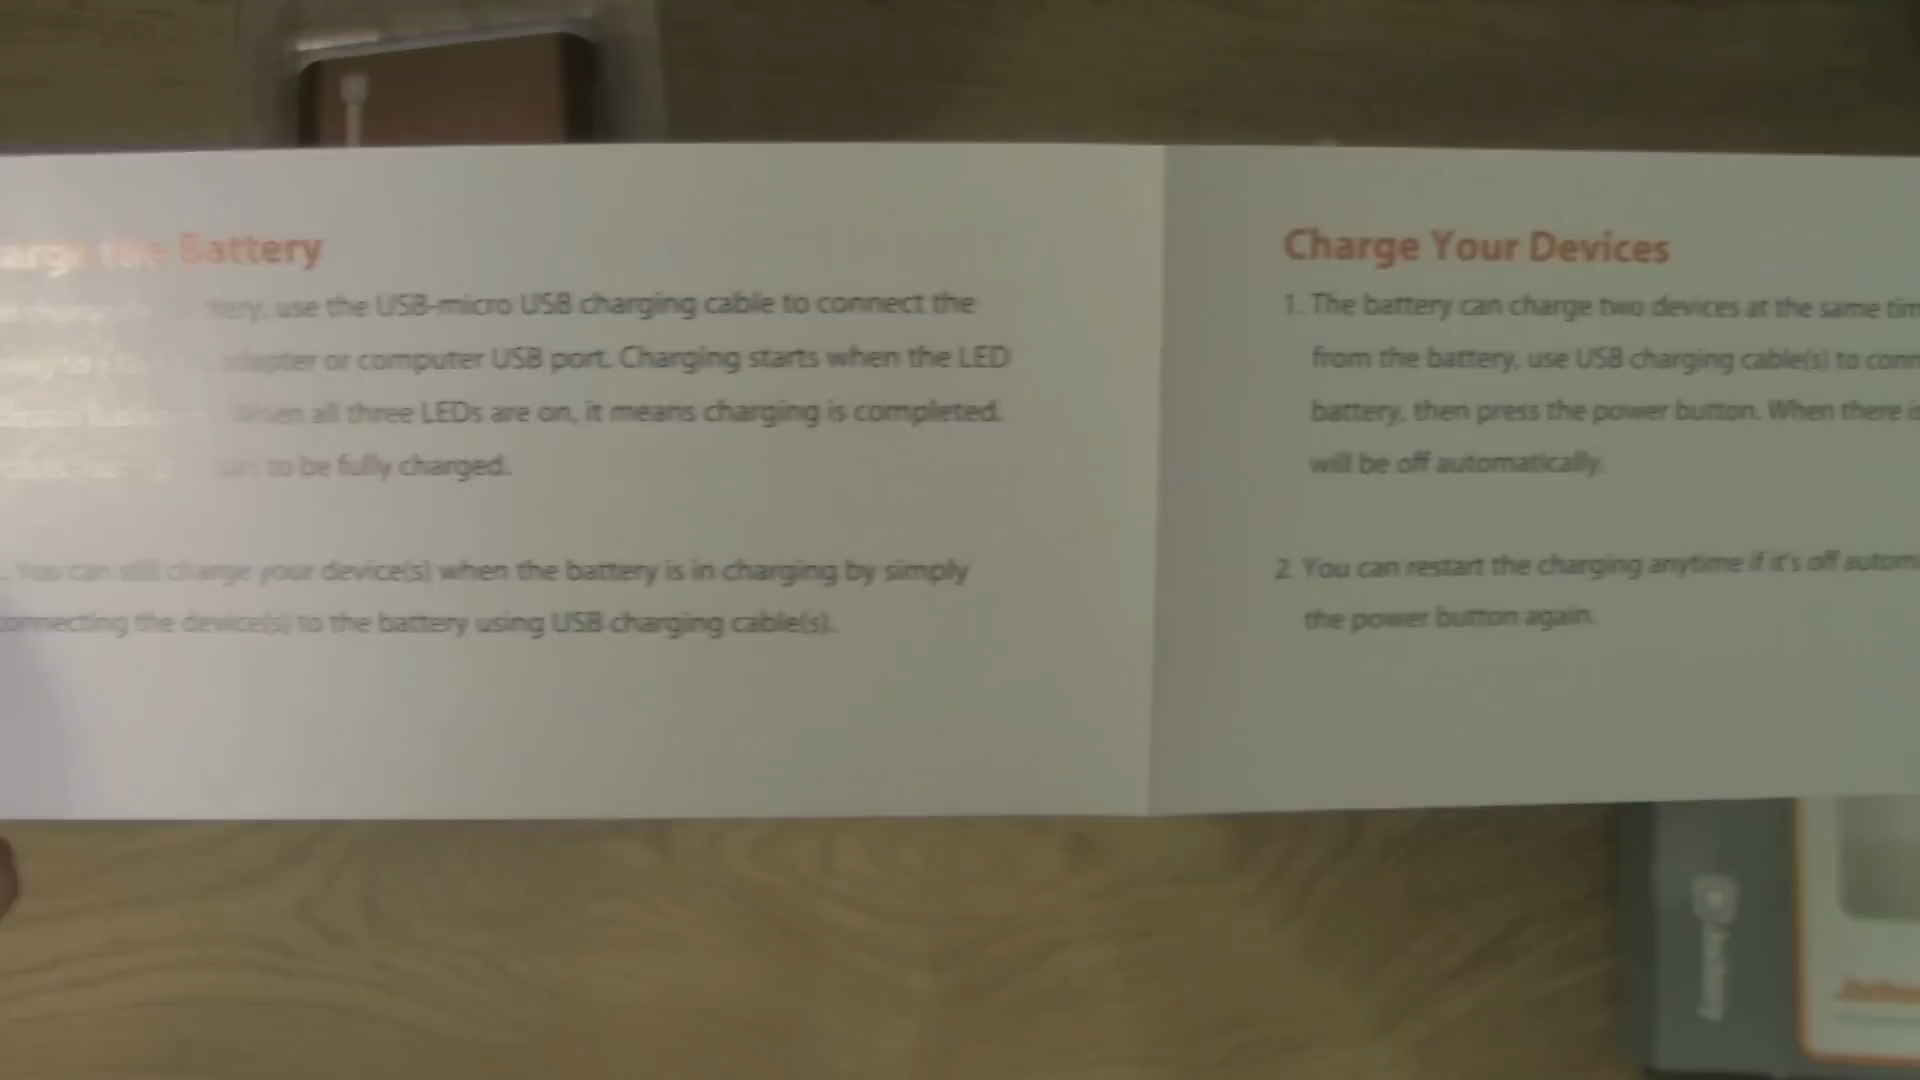 Battery
use the USB-micro USB charging cable to connect the
adapter or computer USB port. Charging starts when the LED
When all three LEDs are on, it means charging is completed.
to be fully charged.
You can still charge your device(s) when the battery is in charging by simply
connecting the device(s) to the battery using USB charging cable(s).
Charge Your Devices
1. The battery can charge two devices at the same
from the battery, use USB charging cable(s) to
battery, then press the power button. When there is
will be off automatically.
2. You can restart the charging anytime if it's off
the power button again.
Jackery